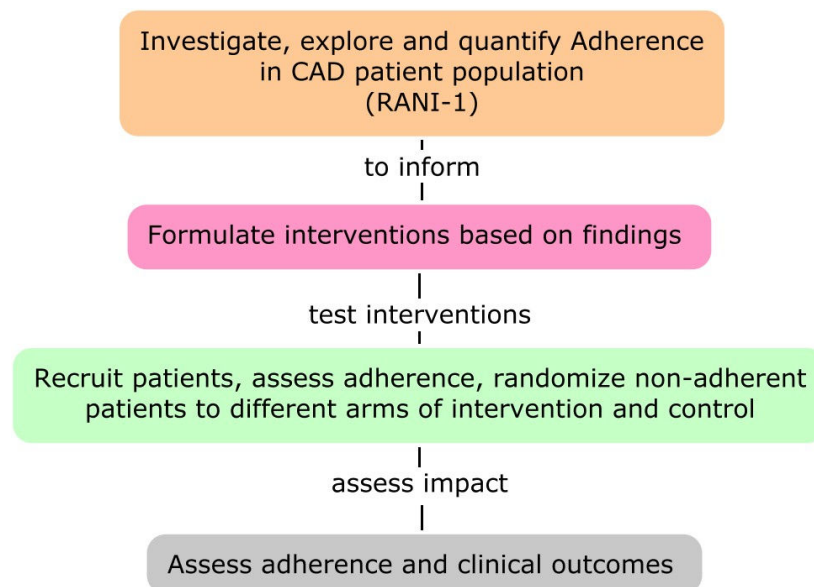 Investigate, explore and quantify Adherence
in CAD patient population
(RANI-1)
to inform
Formulate interventions based on findings
test interventions
Recruit patients, assess adherence, randomize non-adherent
patients to different arms of intervention and control
assess impact
Assess adherence and clinical outcomes